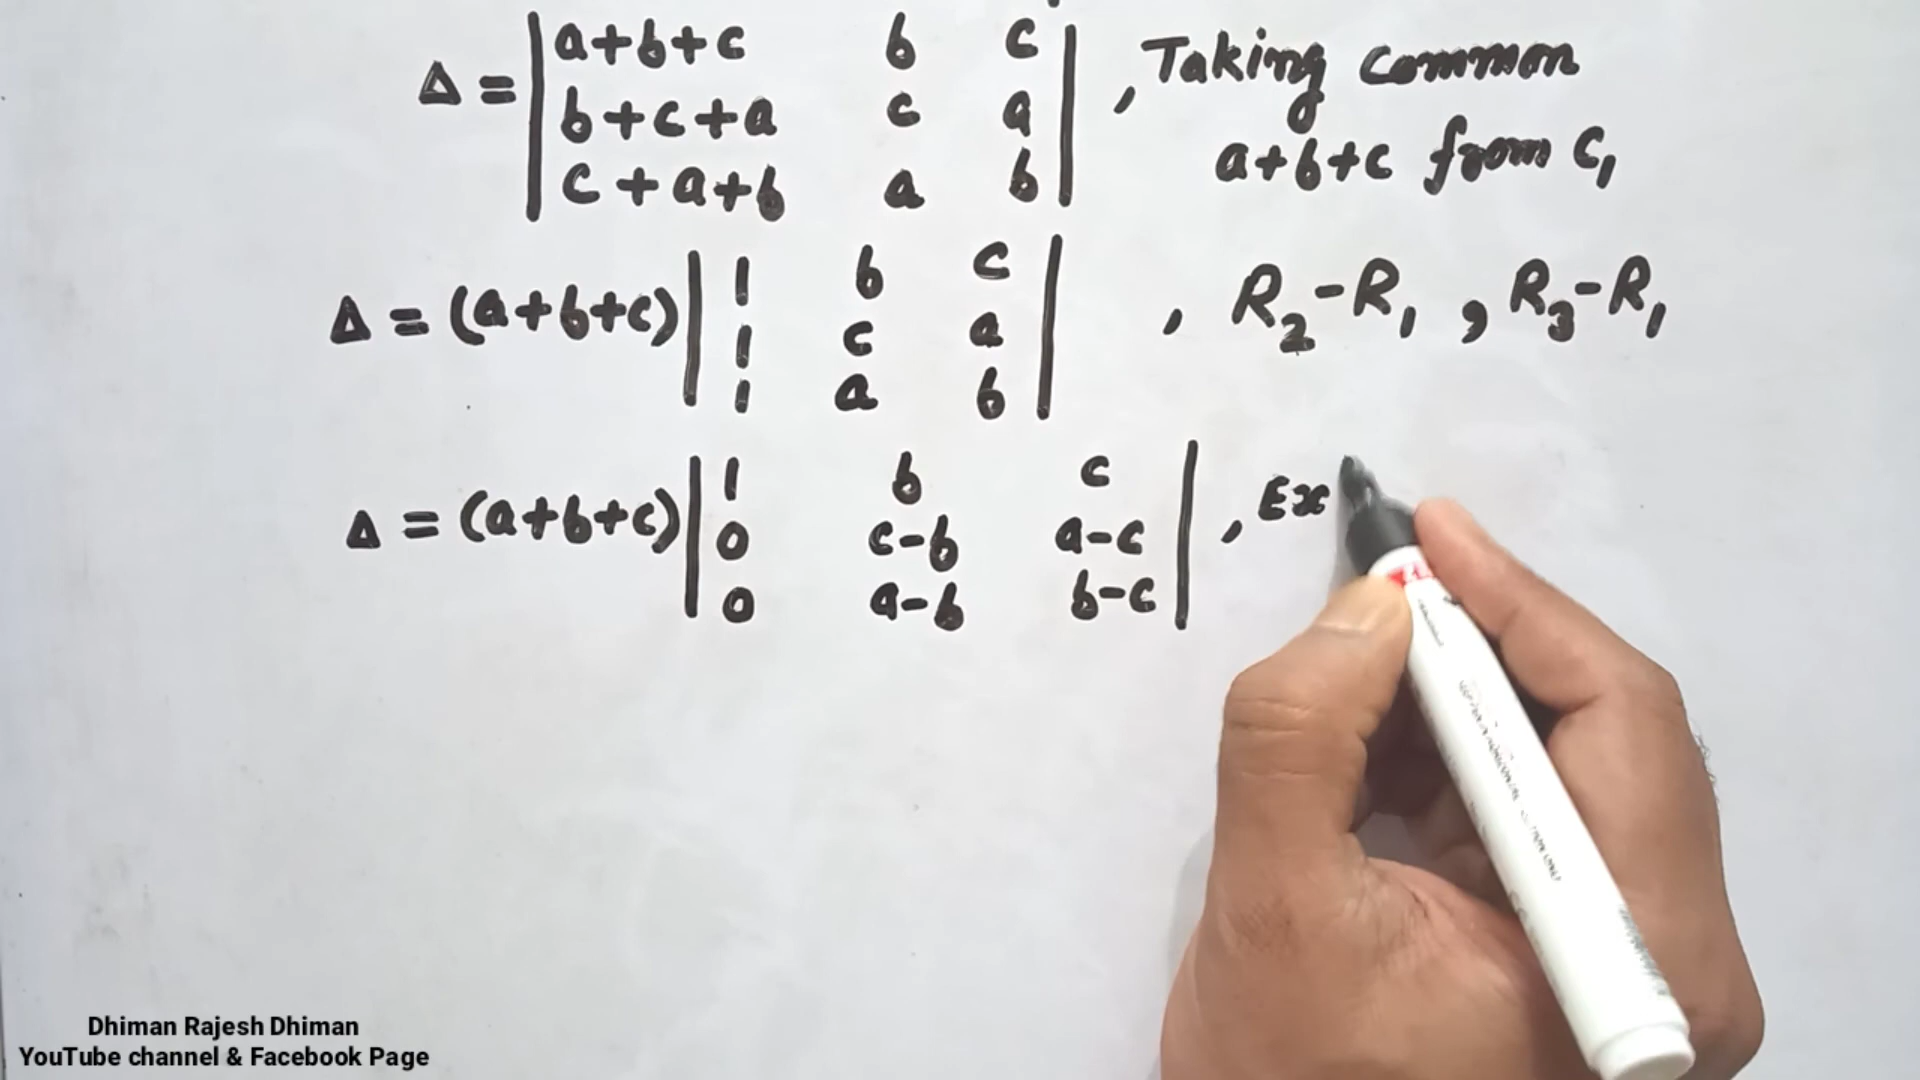 Δ = | a+b+c b c | , Taking common
| b+c+a c a | a+b+c from C₁
| c+a+b a b |
Δ = (a+b+c) | 1 b c | , R₂-R₁ , R₃-R₁
| 1 c a |
| 1 a b |
Δ = (a+b+c) | 1 b c | , Ex
| 0 c-b a-c |
| 0 a-b b-c |
Dhiman Rajesh Dhiman
YouTube channel & Facebook Page